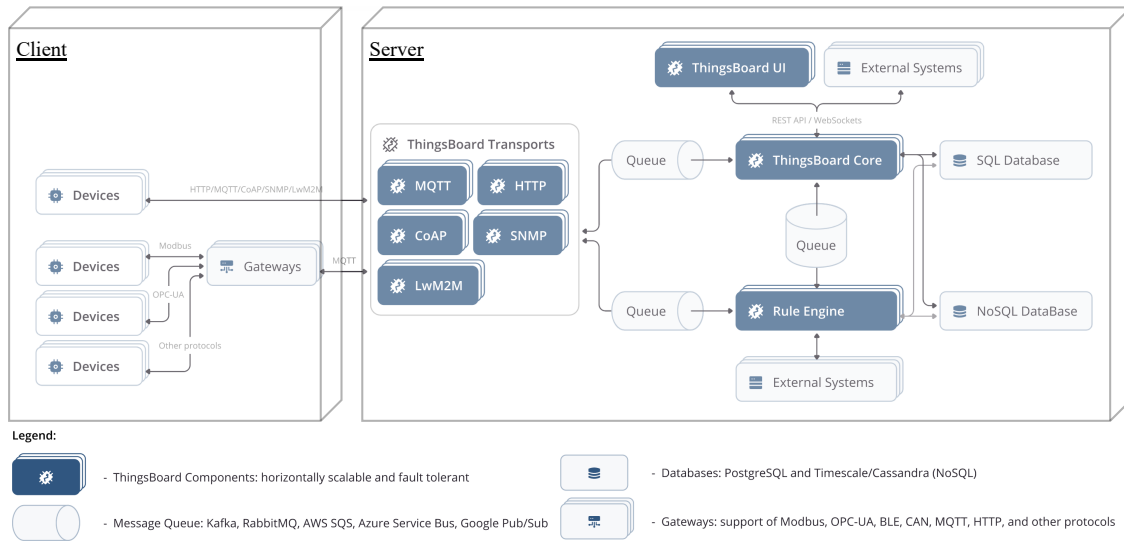 Client
Server
ThingsBoard UI
External Systems
REST API / WebSockets
ThingsBoard Transports
Queue
ThingsBoard Core
SQL Database
MQTT
HTTP
Devices
HTTP/MQTT/CoAP/SNMP/LwM2M
CoAP
SNMP
Queue
Modbus
Devices
Gateways
MQTT
LwM2M
OPC-UA
Devices
Queue
Rule Engine
NoSQL DataBase
Other protocols
Devices
External Systems
Legend:
- ThingsBoard Components: horizontally scalable and fault tolerant
- Databases: PostgreSQL and Timescale/Cassandra (NoSQL)
- Message Queue: Kafka, RabbitMQ, AWS SQS, Azure Service Bus, Google Pub/Sub
- Gateways: support of Modbus, OPC-UA, BLE, CAN, MQTT, HTTP, and other protocols